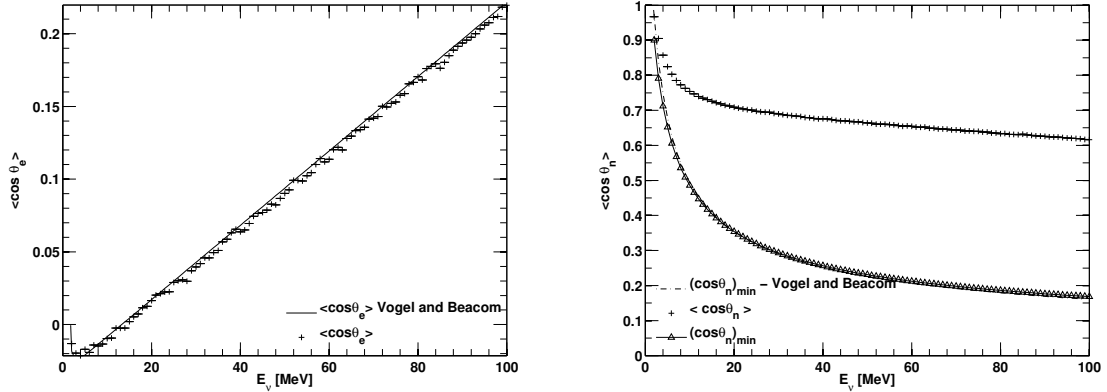 0.2
0.15
0.1
0.05
0
<cos θe>
<cosθe> Vogel and Beacom
<cosθe>
0 20 40 60 80 100
Eν [MeV]
1
0.9
0.8
0.7
0.6
0.5
0.4
0.3
0.2
0.1
0
<cos θn>
(cosθn)min – Vogel and Beacom
< cosθn >
(cosθn)min
0 20 40 60 80 100
Eν [MeV]